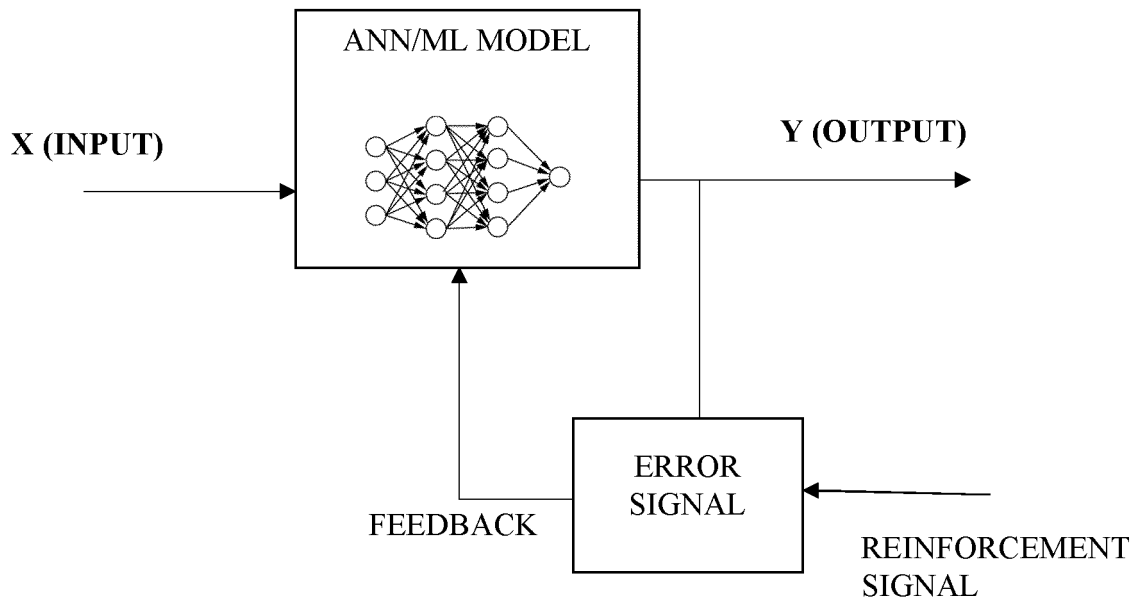 ANN/ML MODEL
X (INPUT)
Y (OUTPUT)
ERROR
SIGNAL
FEEDBACK
REINFORCEMENT
SIGNAL